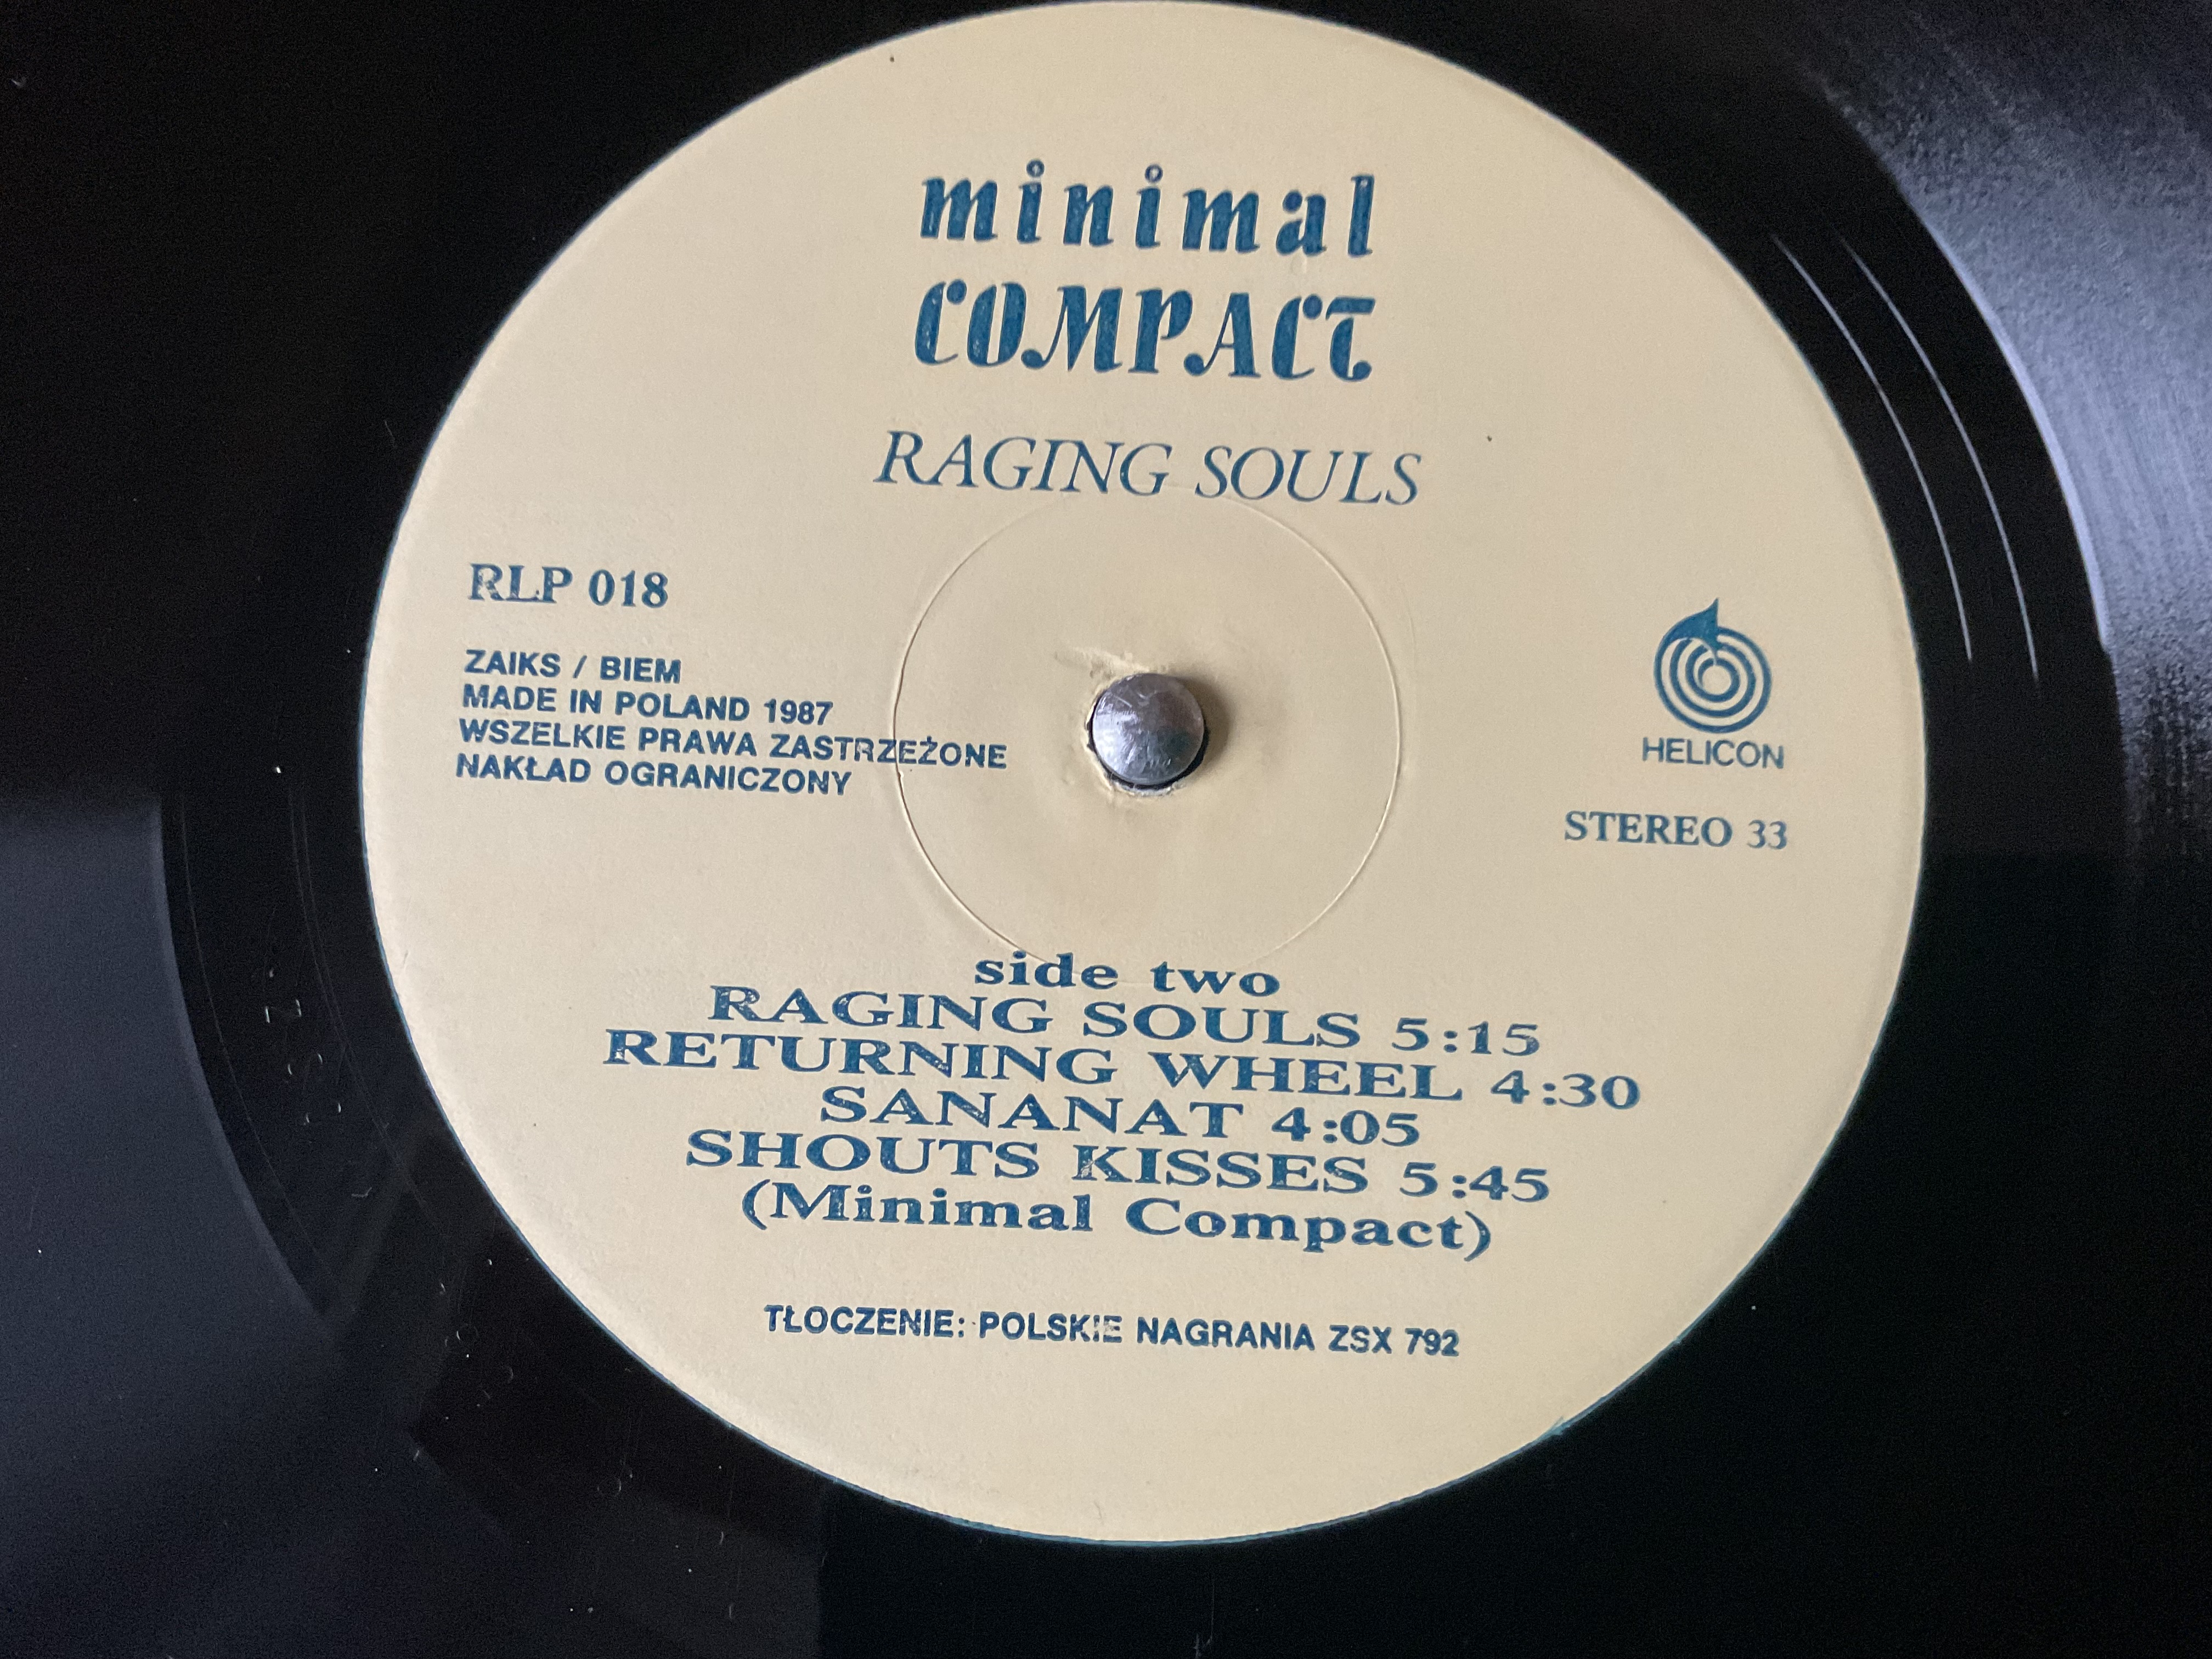 minimal
COMPACT
RAGING SOULS
RLP 018
ZAIKS / BIEM
MADE IN POLAND 1987
WSZELKIE PRAWA ZASTRZEŻONE
NAKŁAD OGRANICZONY
HELICON
STEREO 33
side two
RAGING SOULS 5:15
RETURNING WHEEL 4:30
SANANAT 4:05
SHOUTS KISSES 5:45
(Minimal Compact)
TŁOCZENIE: POLSKIE NAGRANIA ZSX 792